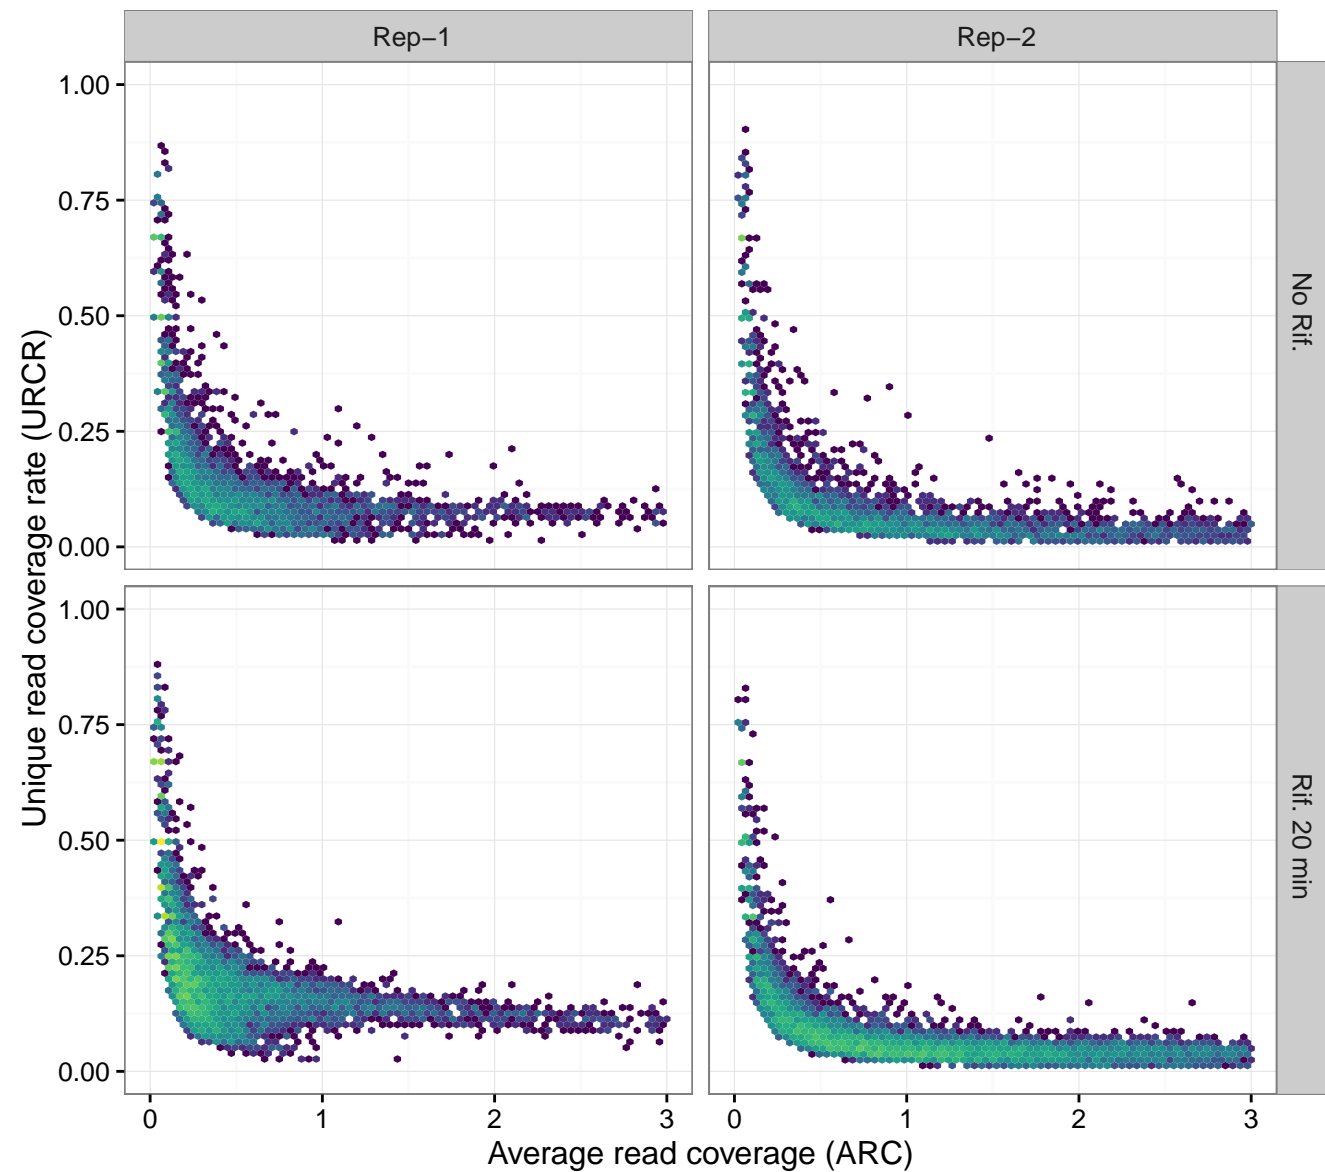 Rep−1
Rep−2
1.00
0.75
0.50
0.25
0.00
No Rif.
1.00
0.75
0.50
0.25
0.00
Rif. 20 min
Unique read coverage rate (URCR)
0 1 2 3
0 1 2 3
Average read coverage (ARC)